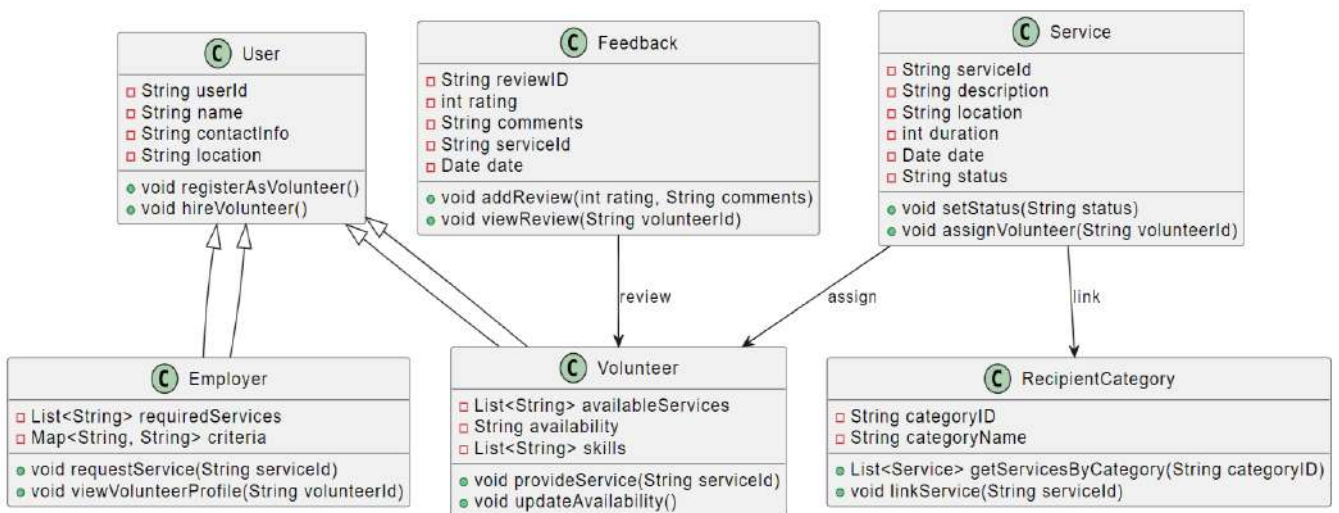 C User
String userId
String name
String contactInfo
String location
void registerAsVolunteer()
void hireVolunteer()
C Feedback
String reviewID
int rating
String comments
String serviceId
Date date
void addReview(int rating, String comments)
void viewReview(String volunteerId)
C Service
String serviceId
String description
String location
int duration
Date date
String status
void setStatus(String status)
void assignVolunteer(String volunteerId)
review
assign
link
C Employer
List<String> requiredServices
Map<String, String> criteria
void requestService(String serviceId)
void viewVolunteerProfile(String volunteerId)
C Volunteer
List<String> availableServices
String availability
List<String> skills
void provideService(String serviceId)
void updateAvailability()
C RecipientCategory
String categoryID
String categoryName
List<Service> getServicesByCategory(String categoryID)
void linkService(String serviceId)